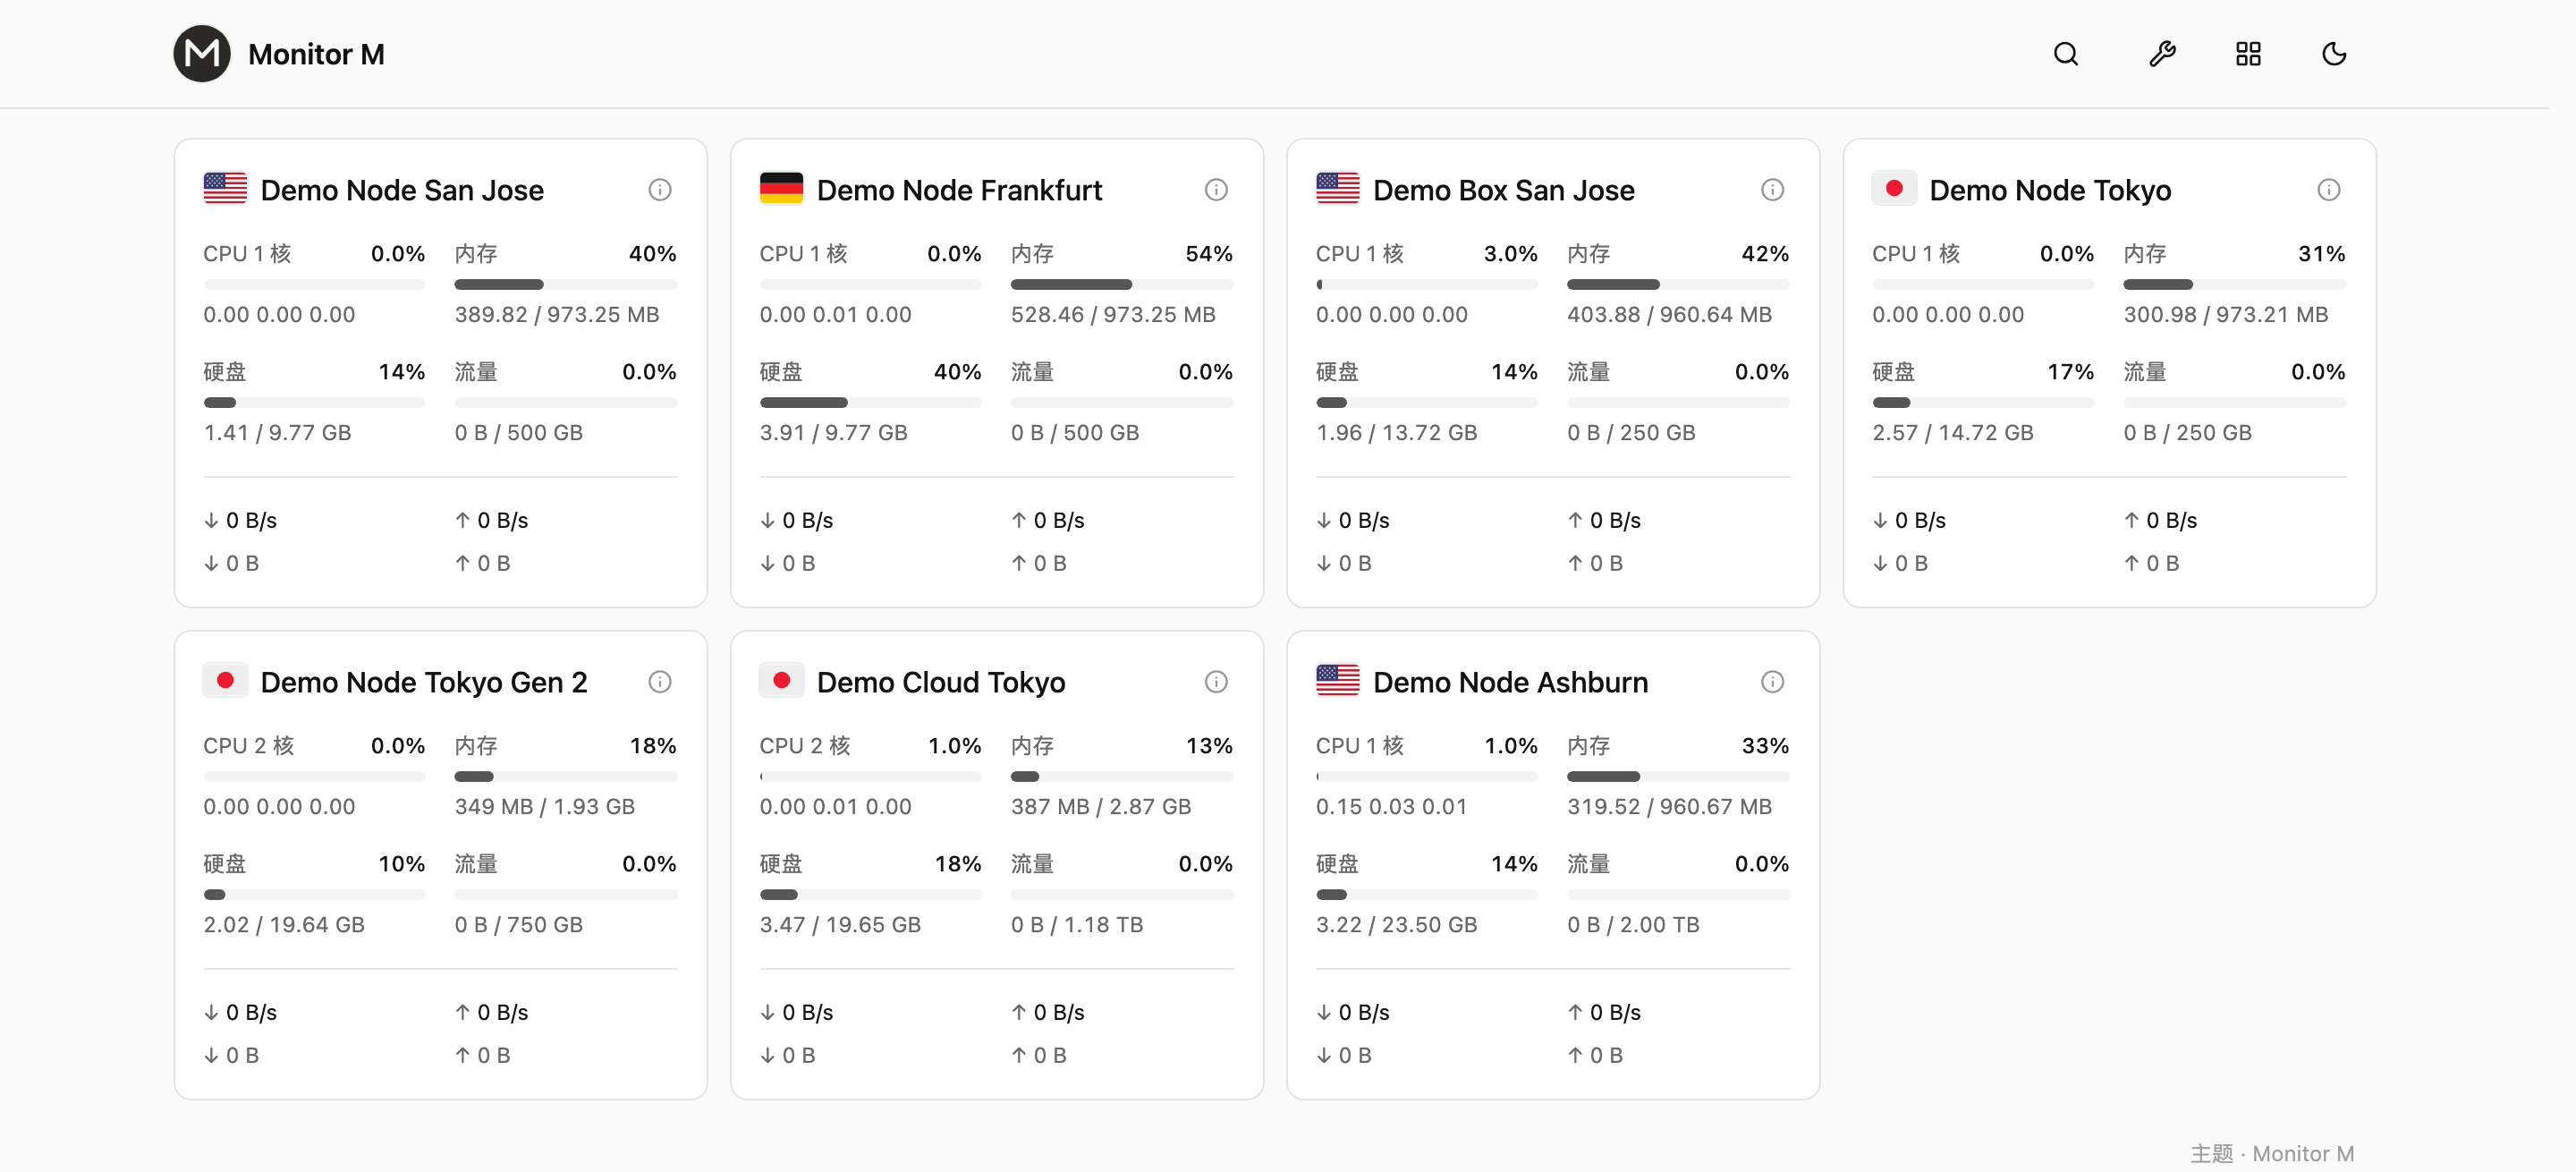 Monitor M
Demo Node San Jose
CPU 1 核 0.0% 内存 40%
0.00 0.00 0.00 389.82 / 973.25 MB
硬盘 14% 流量 0.0%
1.41 / 9.77 GB 0 B / 500 GB
↓ 0 B/s ↑ 0 B/s
↓ 0 B ↑ 0 B
Demo Node Frankfurt
CPU 1 核 0.0% 内存 54%
0.00 0.01 0.00 528.46 / 973.25 MB
硬盘 40% 流量 0.0%
3.91 / 9.77 GB 0 B / 500 GB
↓ 0 B/s ↑ 0 B/s
↓ 0 B ↑ 0 B
Demo Box San Jose
CPU 1 核 3.0% 内存 42%
0.00 0.00 0.00 403.88 / 960.64 MB
硬盘 14% 流量 0.0%
1.96 / 13.72 GB 0 B / 250 GB
↓ 0 B/s ↑ 0 B/s
↓ 0 B ↑ 0 B
Demo Node Tokyo
CPU 1 核 0.0% 内存 31%
0.00 0.00 0.00 300.98 / 973.21 MB
硬盘 17% 流量 0.0%
2.57 / 14.72 GB 0 B / 250 GB
↓ 0 B/s ↑ 0 B/s
↓ 0 B ↑ 0 B
Demo Node Tokyo Gen 2
CPU 2 核 0.0% 内存 18%
0.00 0.00 0.00 349 MB / 1.93 GB
硬盘 10% 流量 0.0%
2.02 / 19.64 GB 0 B / 750 GB
↓ 0 B/s ↑ 0 B/s
↓ 0 B ↑ 0 B
Demo Cloud Tokyo
CPU 2 核 1.0% 内存 13%
0.00 0.01 0.00 387 MB / 2.87 GB
硬盘 18% 流量 0.0%
3.47 / 19.65 GB 0 B / 1.18 TB
↓ 0 B/s ↑ 0 B/s
↓ 0 B ↑ 0 B
Demo Node Ashburn
CPU 1 核 1.0% 内存 33%
0.15 0.03 0.01 319.52 / 960.67 MB
硬盘 14% 流量 0.0%
3.22 / 23.50 GB 0 B / 2.00 TB
↓ 0 B/s ↑ 0 B/s
↓ 0 B ↑ 0 B
主题 · Monitor M